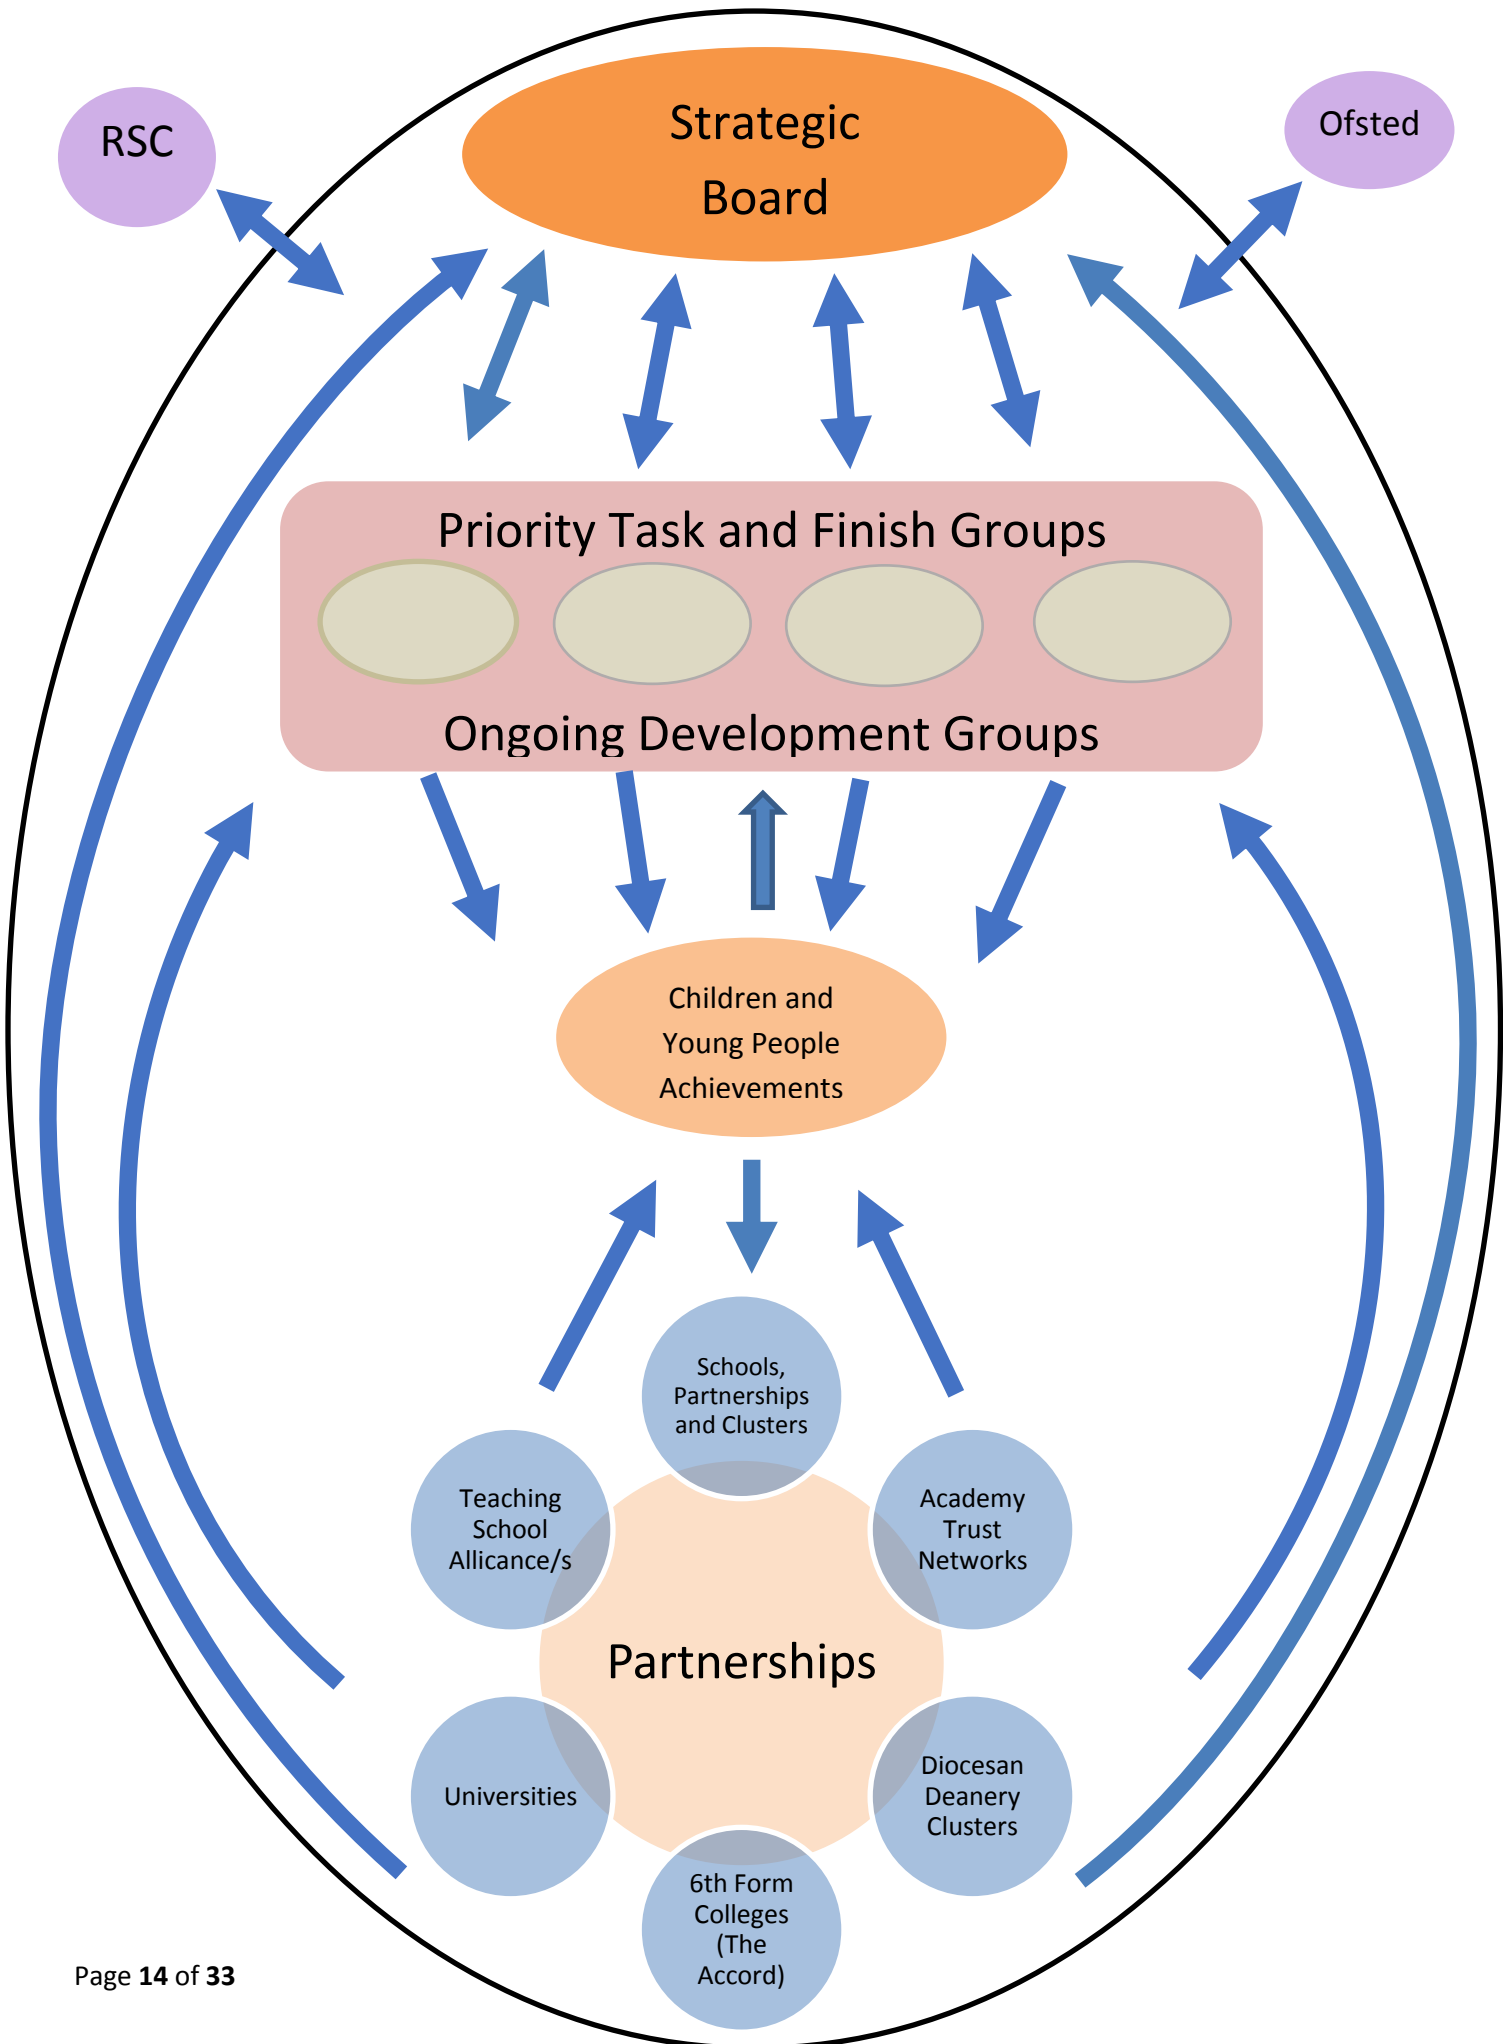 RSC
Strategic
Board
Ofsted
Priority Task and Finish Groups
Ongoing Development Groups
Children and
Young People
Achievements
Schools,
Partnerships
and Clusters
Teaching
School
Allicance/s
Academy
Trust
Networks
Partnerships
Universities
Diocesan
Deanery
Clusters
6th Form
Colleges
(The
Accord)
Page 14 of 33